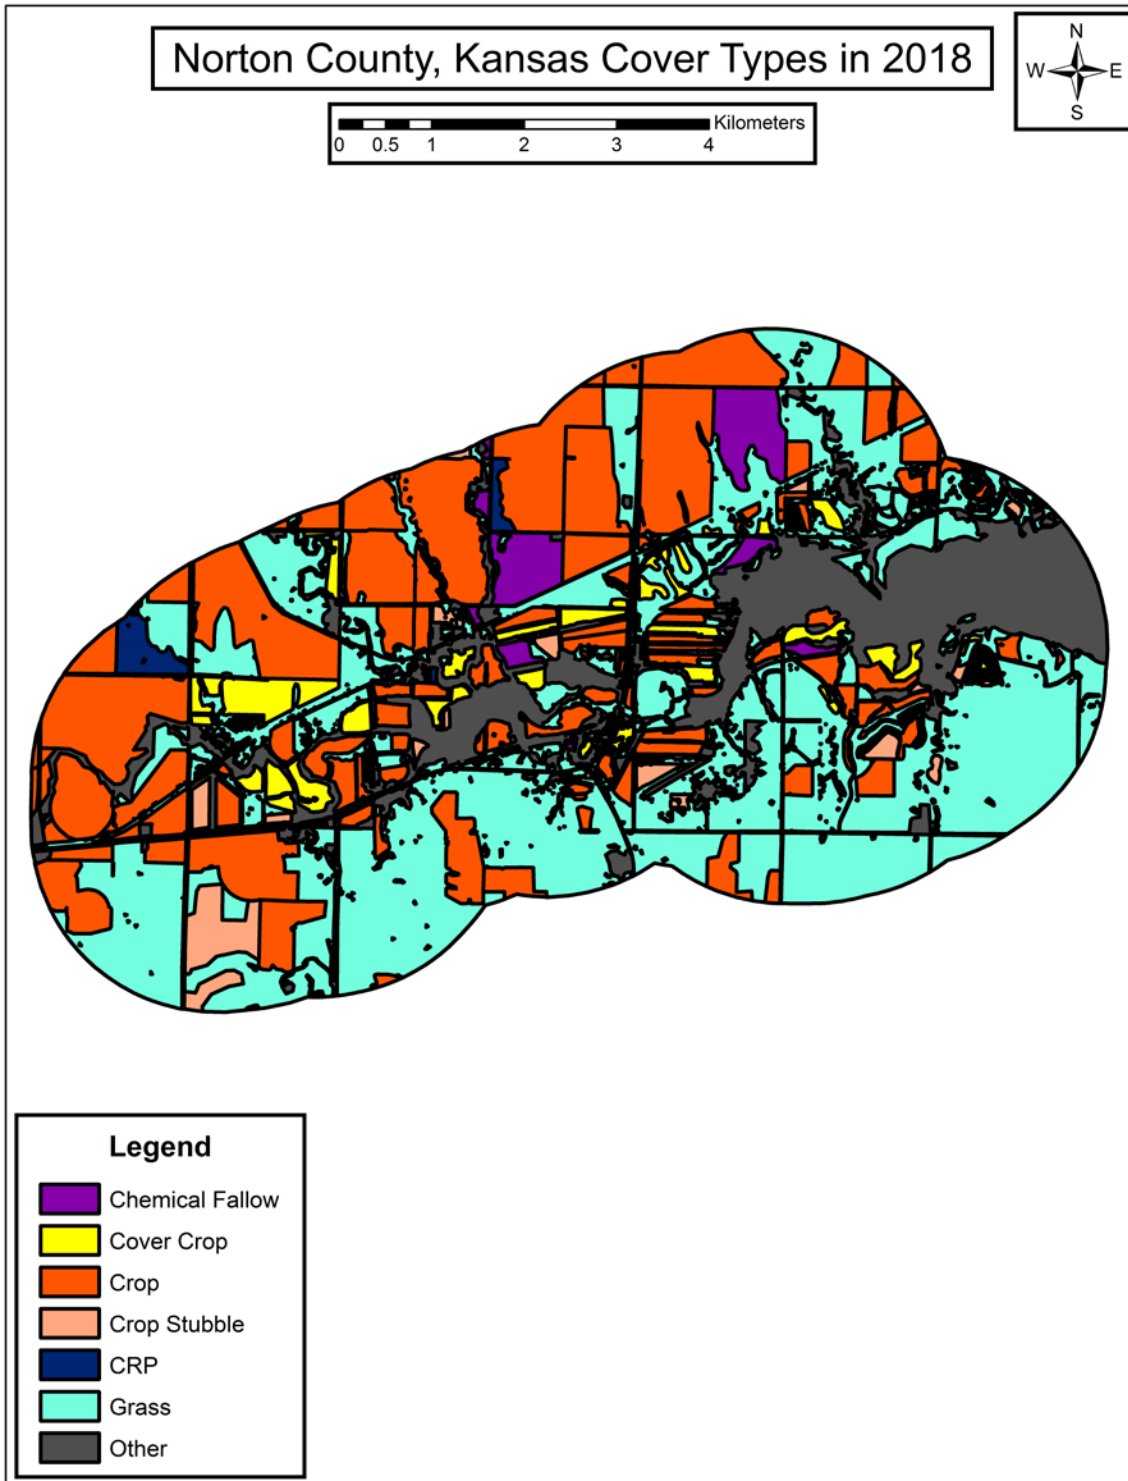 Norton County, Kansas Cover Types in 2018
N
W E
S
Kilometers
0 0.5 1 2 3 4
Legend
Chemical Fallow
Cover Crop
Crop
Crop Stubble
CRP
Grass
Other